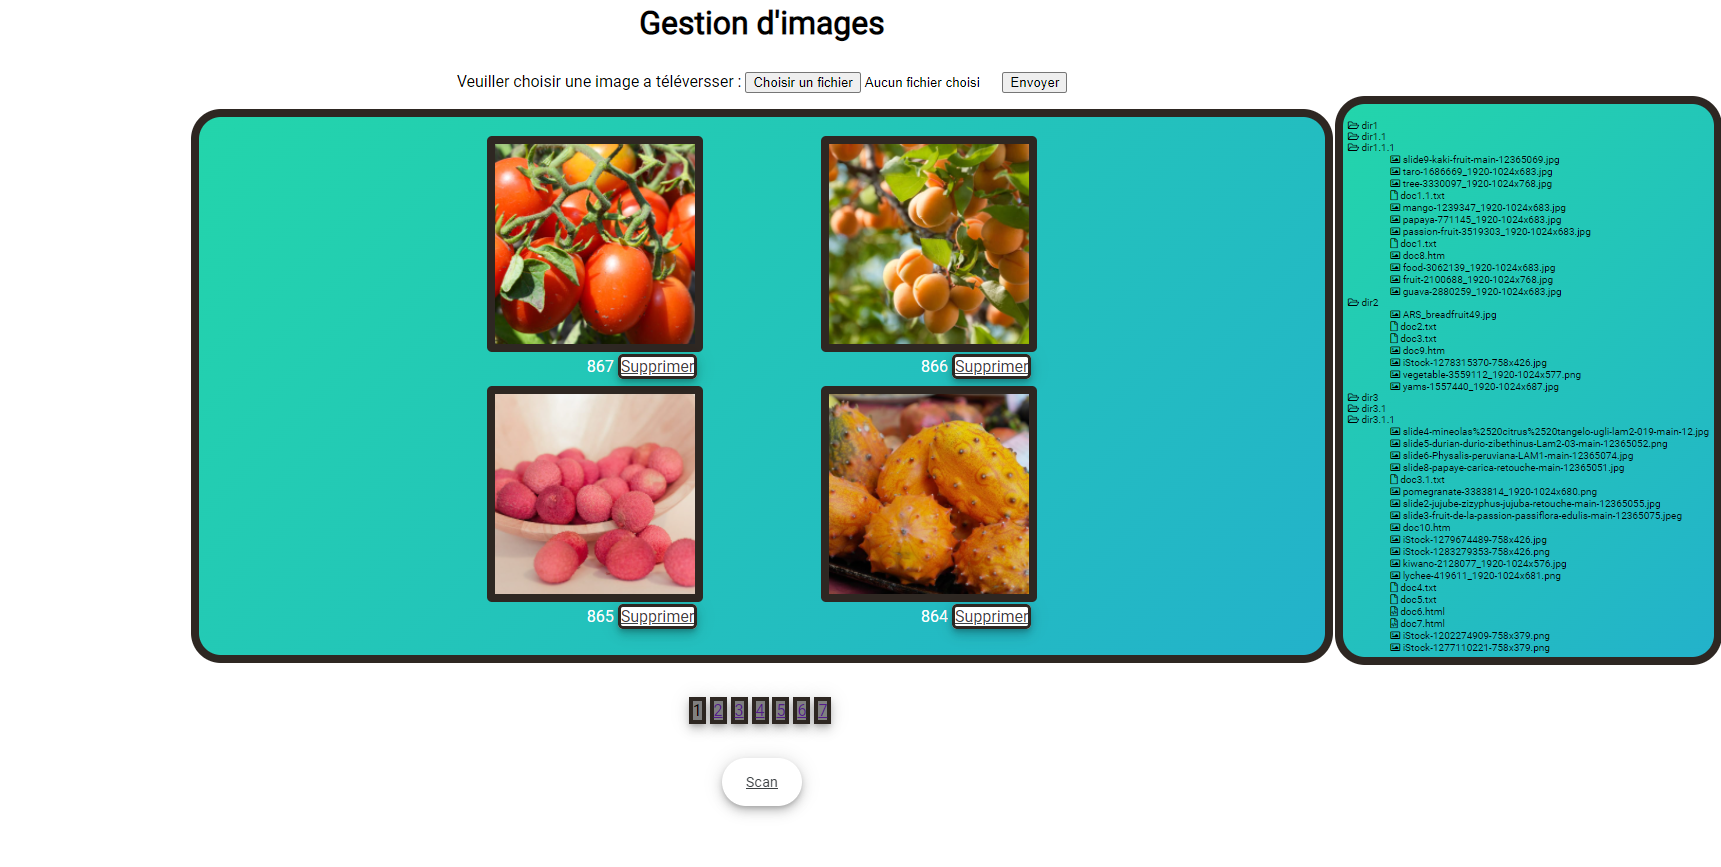 Gestion d'images
Veuiller choisir une image a téléversser : Choisir un fichier Aucun fichier choisi Envoyer
867 Supprimer
866 Supprimer
865 Supprimer
864 Supprimer
1 2 3 4 5 6 7
Scan
dir1
dir1.1
dir1.1.1
slide9-kaki-fruit-main-12365069.jpg
taro-1686669_1920-1024x683.jpg
tree-3330097_1920-1024x768.jpg
doc1.1.txt
mango-1239347_1920-1024x683.jpg
papaya-771145_1920-1024x683.jpg
passion-fruit-3519303_1920-1024x683.jpg
doc1.txt
doc8.htm
food-3062139_1920-1024x683.jpg
fruit-2100688_1920-1024x768.jpg
guava-2880259_1920-1024x683.jpg
dir2
ARS_breadfruit49.jpg
doc2.txt
doc3.txt
doc9.htm
iStock-1278315370-758x426.jpg
vegetable-3559112_1920-1024x577.png
yams-1557440_1920-1024x687.jpg
dir3
dir3.1
dir3.1.1
slide4-mineolas%2520citrus%2520tangelo-ugli-lam2-019-main-12.jpg
slide5-durian-durio-zibethinus-Lam2-03-main-12365052.png
slide6-Physalis-peruviana-LAM1-main-12365074.jpg
slide8-papaye-carica-retouche-main-12365051.jpg
doc3.1.txt
pomegranate-3383814_1920-1024x680.png
slide2-jujube-zizyphus-jujuba-retouche-main-12365055.jpg
slide3-fruit-de-la-passion-passiflora-edulis-main-12365075.jpeg
doc10.htm
iStock-1279674489-758x426.jpg
iStock-1283279353-758x426.png
kiwano-2128077_1920-1024x576.jpg
lychee-419611_1920-1024x681.png
doc4.txt
doc5.txt
doc6.html
doc7.html
iStock-1202274909-758x379.png
iStock-1277110221-758x379.png